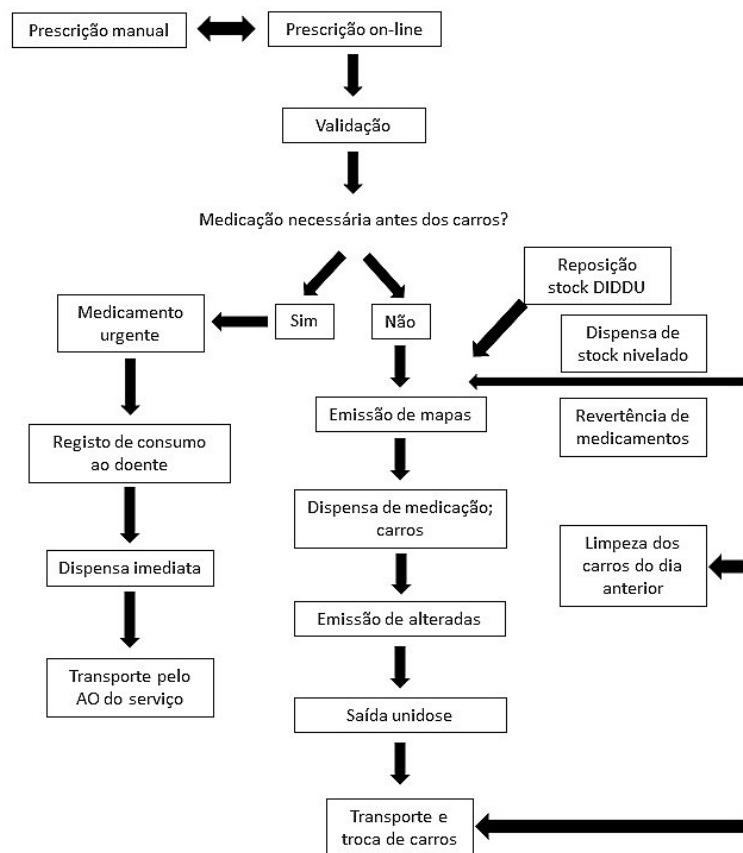 Prescrição manual
Prescrição on-line
Validação
Medicação necessária antes dos carros?
Sim
Não
Medicamento
urgente
Registo de consumo
ao doente
Dispensa imediata
Transporte pelo
AO do serviço
Reposição
stock DIDDU
Dispensa de
stock nivelado
Revertência de
medicamentos
Emissão de mapas
Dispensa de medicação;
carros
Emissão de alteradas
Saída unidose
Transporte e
troca de carros
Limpeza dos
carros do dia
anterior